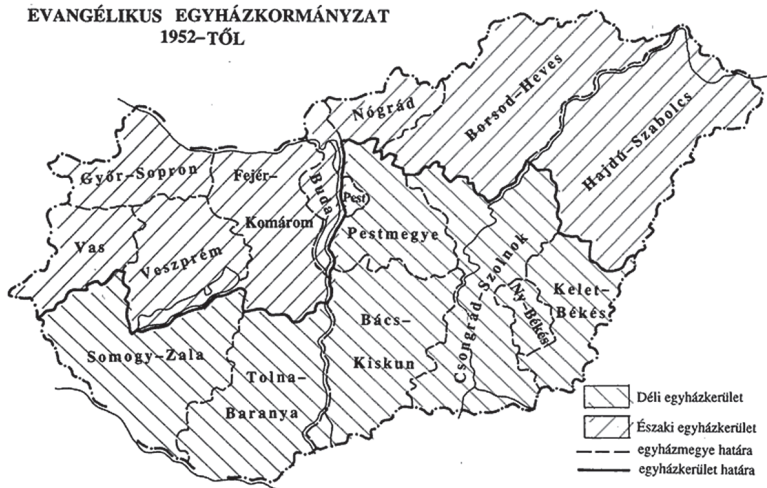 EVANGÉLIKUS EGYHÁZKORMÁNYZAT
1952–TŐL
Nógrád
Borsod–Heves
Hajdú–Szabolcs
Győr–Sopron
Fejér–
Komárom
Buda
Pest
Pestmegye
Vas
Veszprém
Csongrád–Szolnok
Ny–Békés
Kelet–
Békés
Bács–
Kiskun
Somogy–Zala
Tolna–
Baranya
Déli egyházkerület
Északi egyházkerület
egyházmegye határa
egyházkerület határa